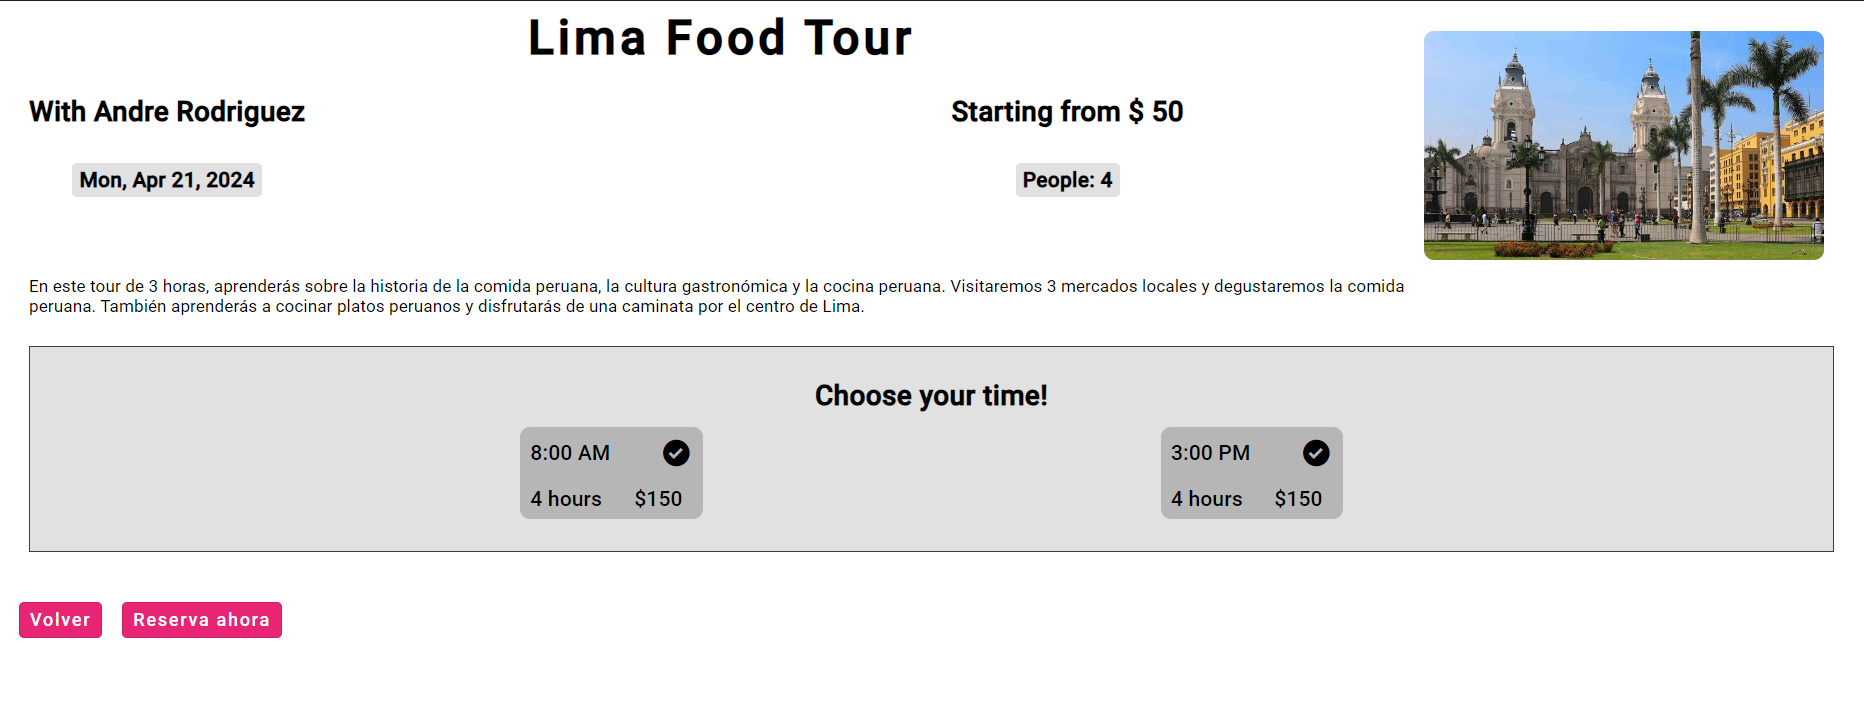 Lima Food Tour
With Andre Rodriguez
Starting from $ 50
Mon, Apr 21, 2024
People: 4
En este tour de 3 horas, aprenderás sobre la historia de la comida peruana, la cultura gastronómica y la cocina peruana. Visitaremos 3 mercados locales y degustaremos la comida
peruana. También aprenderás a cocinar platos peruanos y disfrutarás de una caminata por el centro de Lima.
Choose your time!
8:00 AM
4 hours $150
3:00 PM
4 hours $150
Volver
Reserva ahora